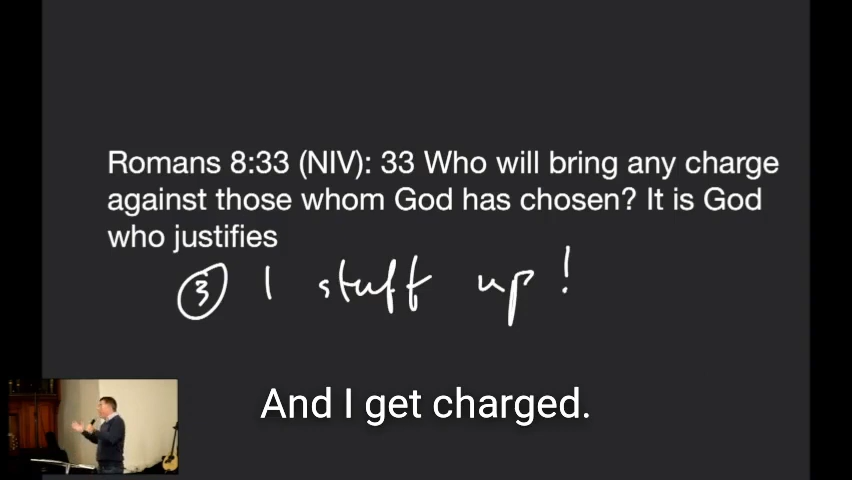 Romans 8:33 (NIV): 33 Who will bring any charge
against those whom God has chosen? It is God
who justifies
③ I stuff up!
And I get charged.